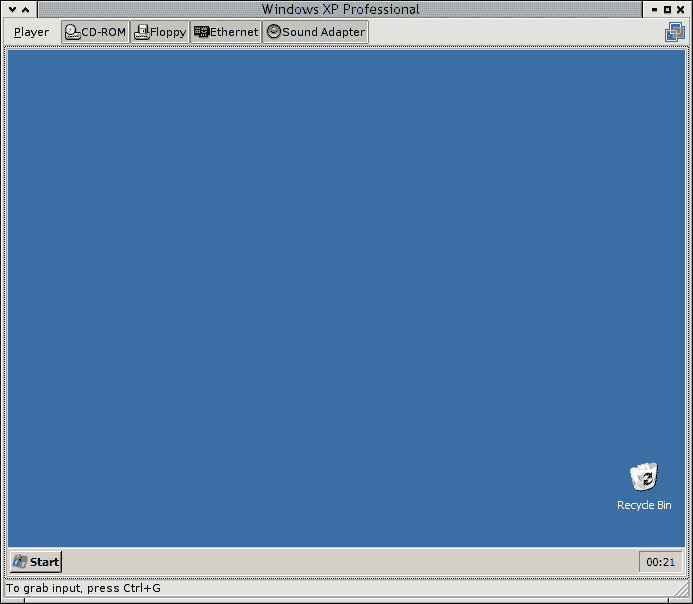 Windows XP Professional
Player CD-ROM Floppy Ethernet Sound Adapter
Recycle Bin
Start 00:21
To grab input, press Ctrl+G